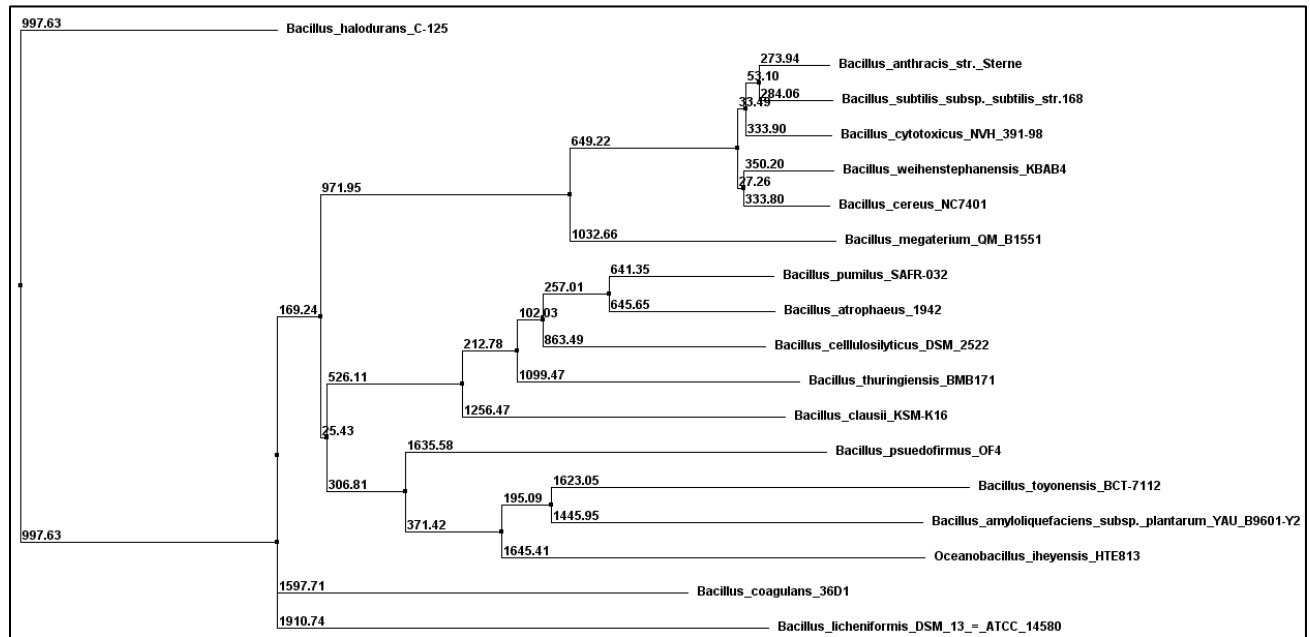 997.63
Bacillus_halodurans_C-125
273.94
Bacillus_anthracis_str._Sterne
53.10
284.06
Bacillus_subtilis_subsp._subtilis_str.168
33.49
333.90
Bacillus_cytotoxicus_NVH_391-98
649.22
350.20
Bacillus_weihenstephanensis_KBAB4
27.26
333.80
Bacillus_cereus_NC7401
971.95
1032.66
Bacillus_megaterium_QM_B1551
641.35
Bacillus_pumilus_SAFR-032
257.01
645.65
Bacillus_atrophaeus_1942
169.24
102.03
863.49
Bacillus_celllulosilyticus_DSM_2522
212.78
1099.47
Bacillus_thuringiensis_BMB171
526.11
1256.47
Bacillus_clausii_KSM-K16
25.43
1635.58
Bacillus_psuedofirmus_OF4
306.81
1623.05
Bacillus_toyonensis_BCT-7112
195.09
1445.95
Bacillus_amyloliquefaciens_subsp._plantarum_YAU_B9601-Y2
371.42
997.63
1645.41
Oceanobacillus_iheyensis_HTE813
1597.71
Bacillus_coagulans_36D1
1910.74
Bacillus_licheniformis_DSM_13_=_ATCC_14580